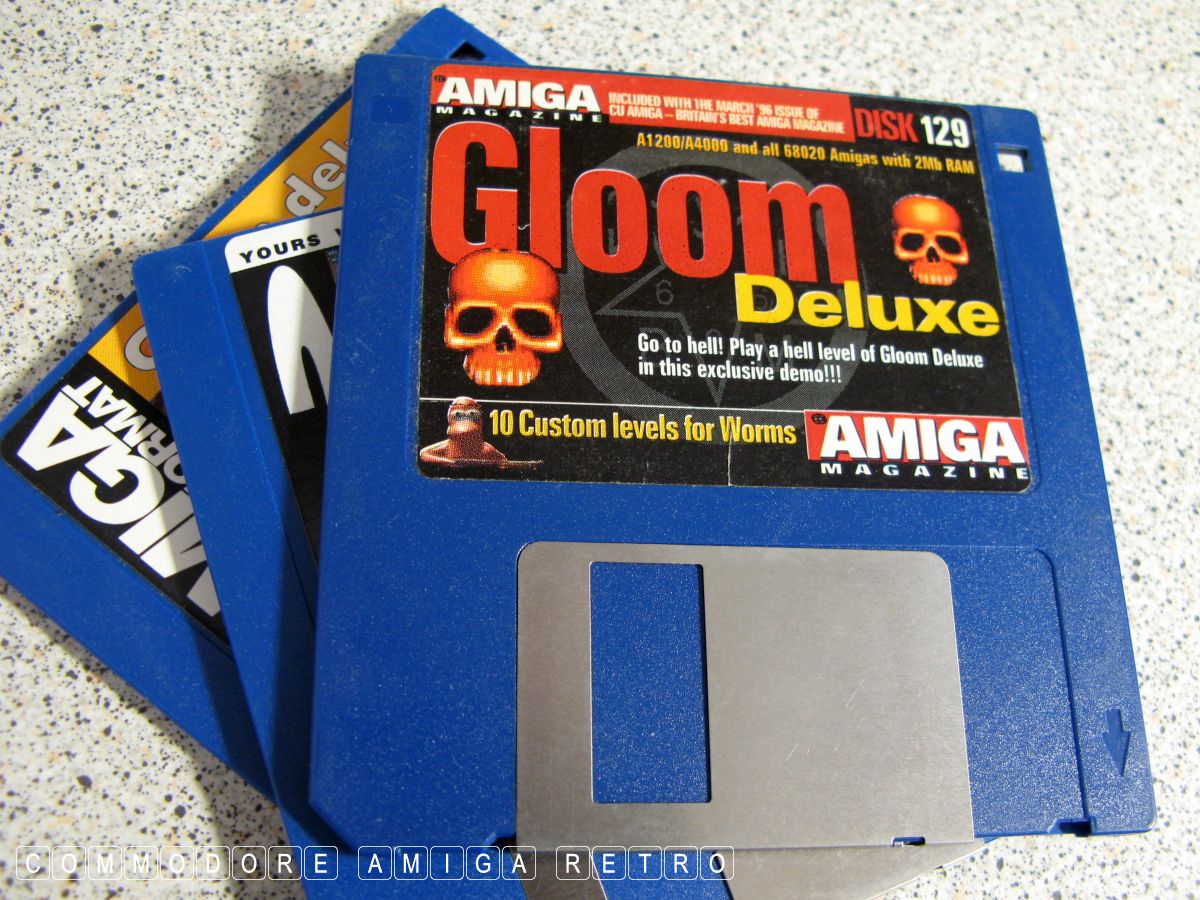 AMIGA
MAGAZINE
INCLUDED WITH THE MARCH '96 ISSUE OF
CU AMIGA – BRITAIN'S BEST AMIGA MAGAZINE
DISK 129
A1200/A4000 and all 68020 Amigas with 2Mb RAM
Gloom
Deluxe
6
Go to hell! Play a hell level of Gloom Deluxe
in this exclusive demo!!!
10 Custom levels for Worms
AMIGA
MAGAZINE
YOURS
AMIGA
FORMAT
COMMODORE AMIGA RETRO